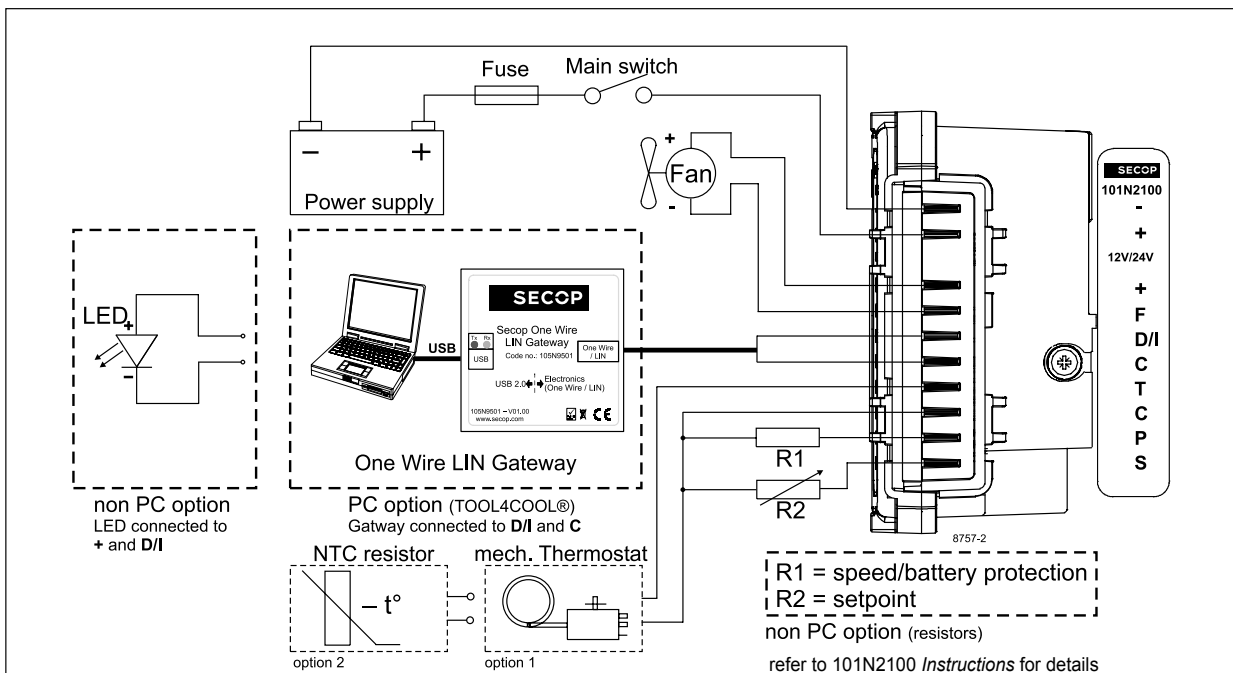 Fuse
Main switch
− +
Power supply
+
Fan
-
SECOP
101N2100
-
+
12V/24V
+
F
D/I
C
T
C
P
S
LED
+
-
non PC option
LED connected to
+ and D/I
USB
SECOP
Secop One Wire
LIN Gateway
Code no.: 105N9501
Tx Rx
USB
One Wire
/ LIN
USB 2.0
Electronics
(One Wire / LIN)
105N9501 – V01.00
www.secop.com
CE
One Wire LIN Gateway
PC option (TOOL4COOL®)
Gatway connected to D/I and C
R1
R2
8757-2
NTC resistor
– t°
option 2
mech. Thermostat
option 1
R1 = speed/battery protection
R2 = setpoint
non PC option (resistors)
refer to 101N2100 Instructions for details